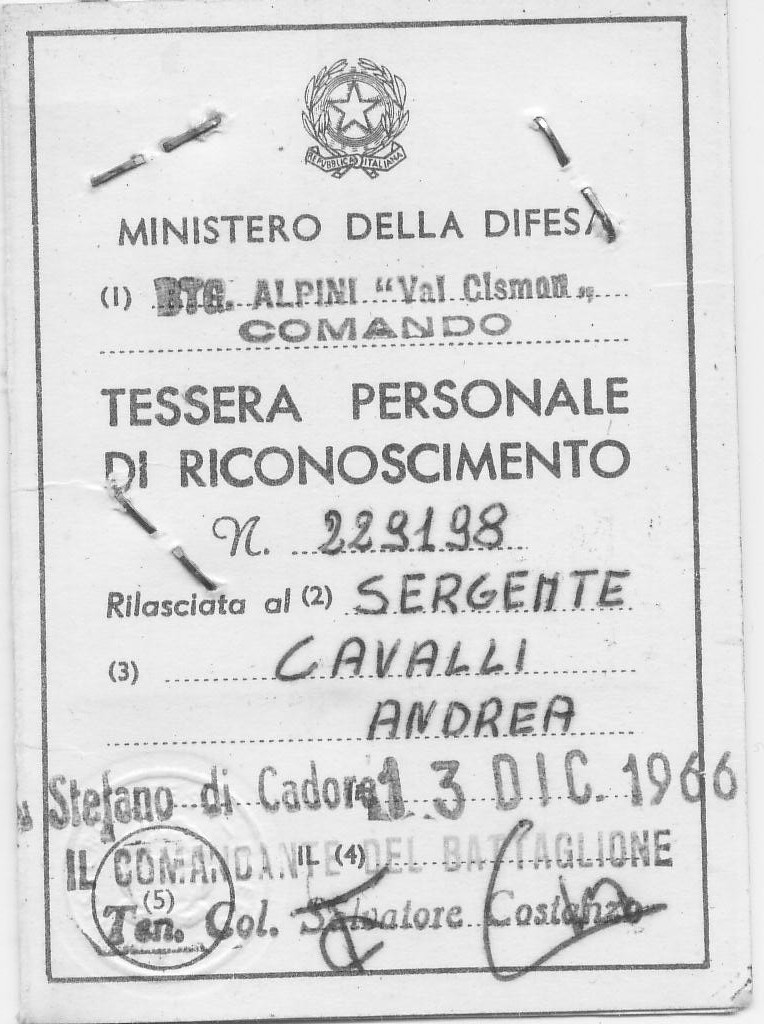 REPVBBLICA ITALIANA
MINISTERO DELLA DIFESA
(1) BTG. ALPINI "Val Cismon"
COMANDO
TESSERA PERSONALE
DI RICONOSCIMENTO
N. 229198
Rilasciata al (2) SERGENTE
(3) CAVALLI
ANDREA
Stefano di Cadore 13 DIC. 1966
IL COMANDANTE DEL BATTAGLIONE
IL (4)
(5)
Ten. Col. Salvatore Costanzo